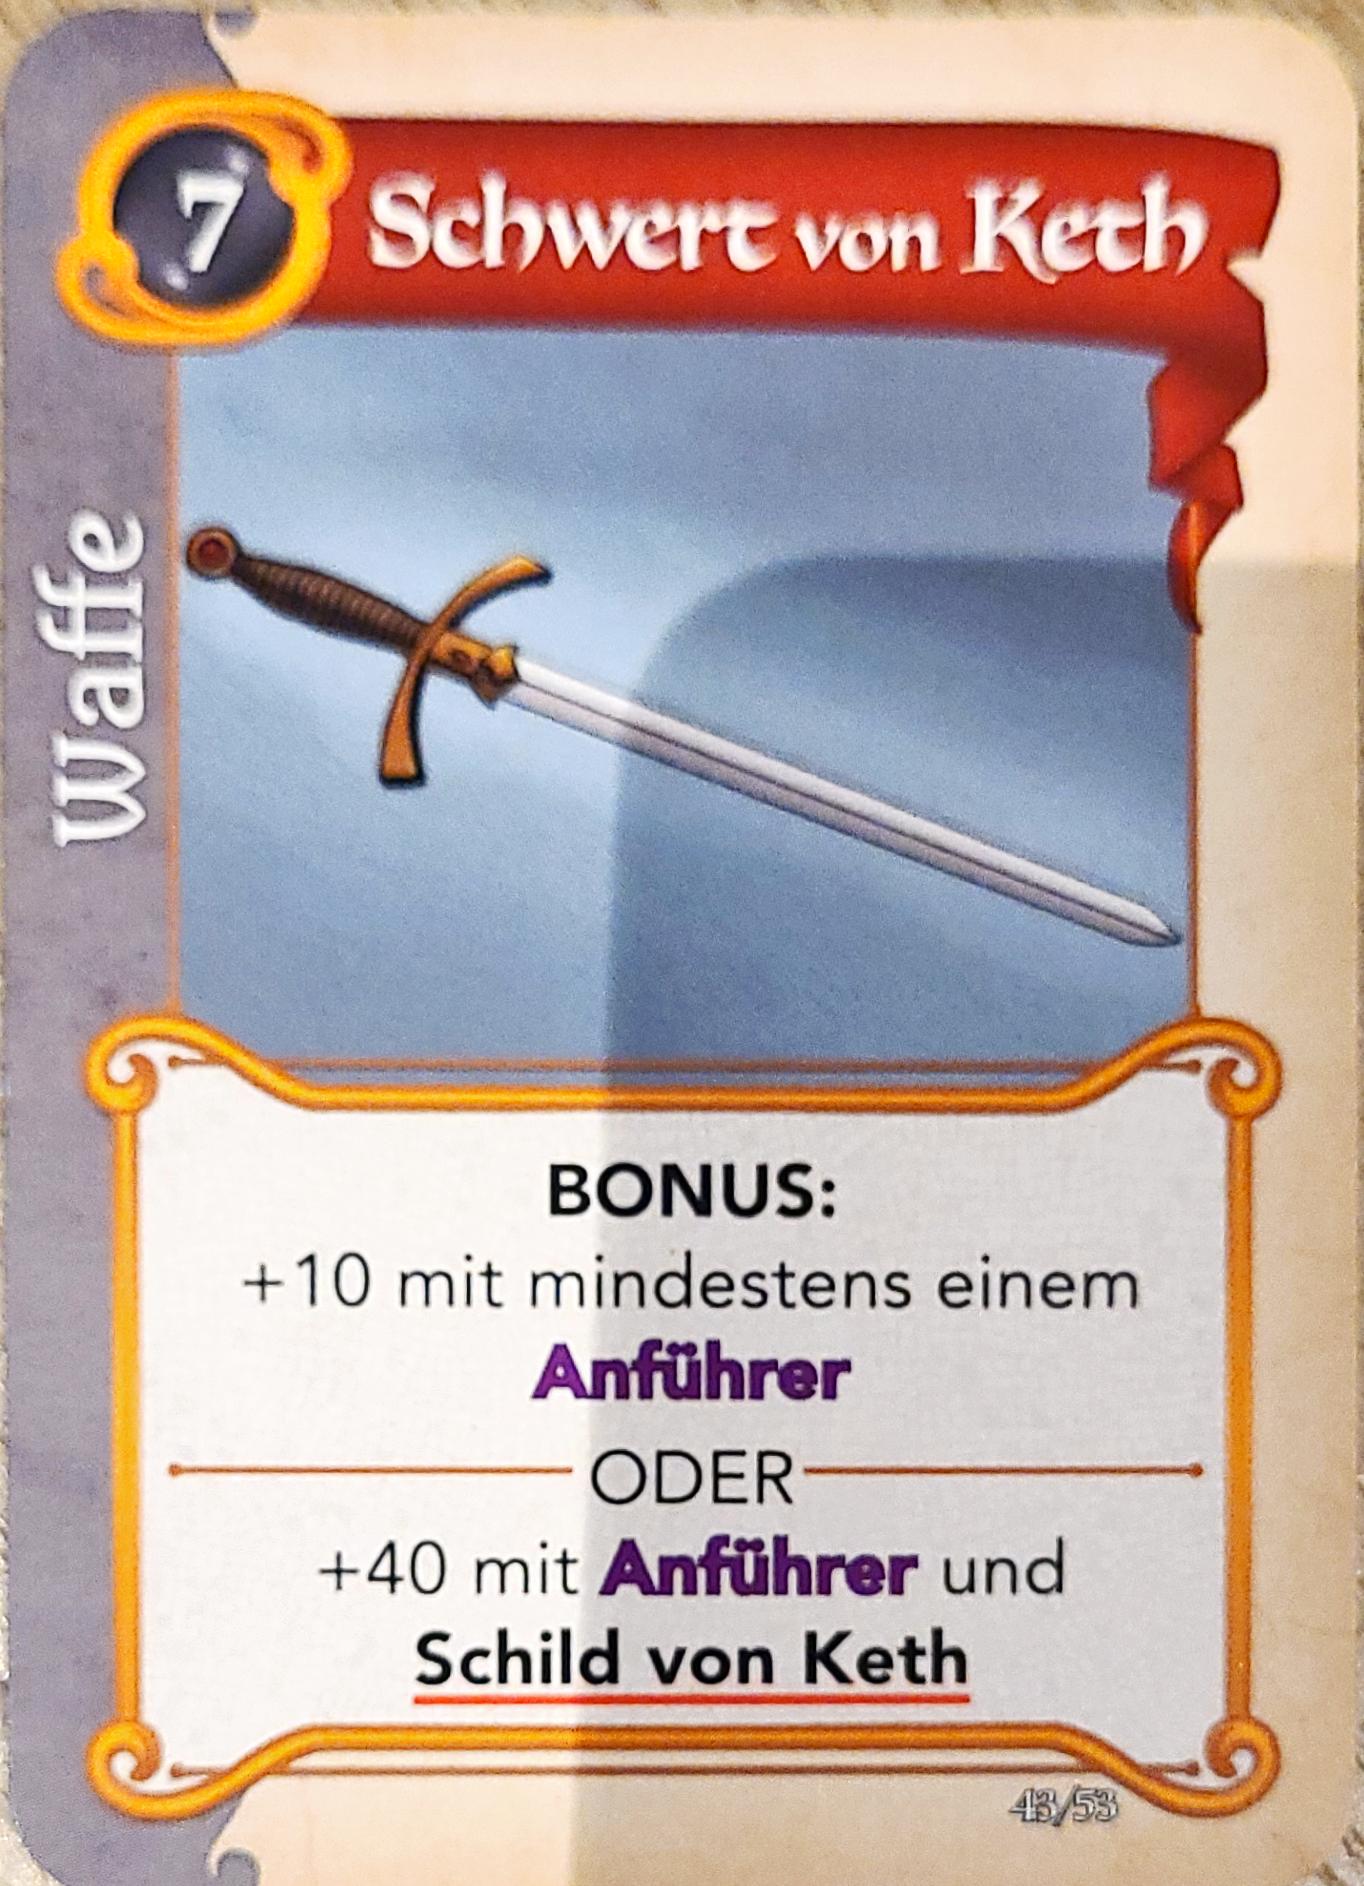 7
Schwert von Keth
Waffe
BONUS:
+10 mit mindestens einem
Anführer
ODER
+40 mit Anführer und
Schild von Keth
43/53